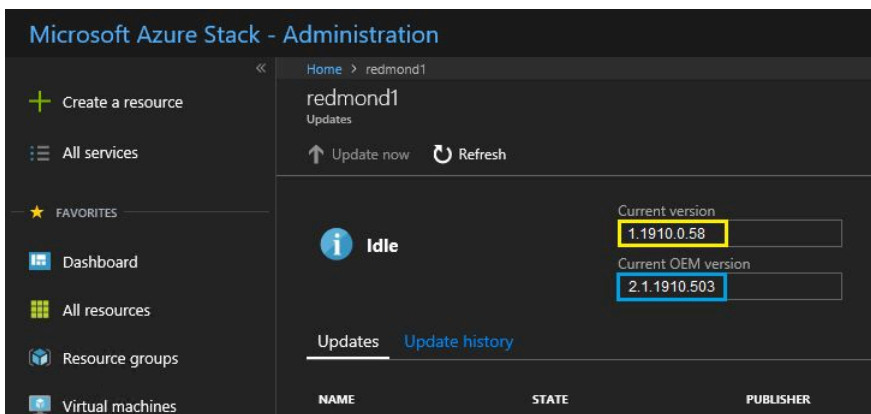 Microsoft Azure Stack - Administration
«
Home > redmond1
Create a resource
All services
FAVORITES
Dashboard
All resources
Resource groups
Virtual machines
redmond1
Updates
Update now Refresh
Idle
Current version
1.1910.0.58
Current OEM version
2.1.1910.503
Updates Update history
NAME STATE PUBLISHER